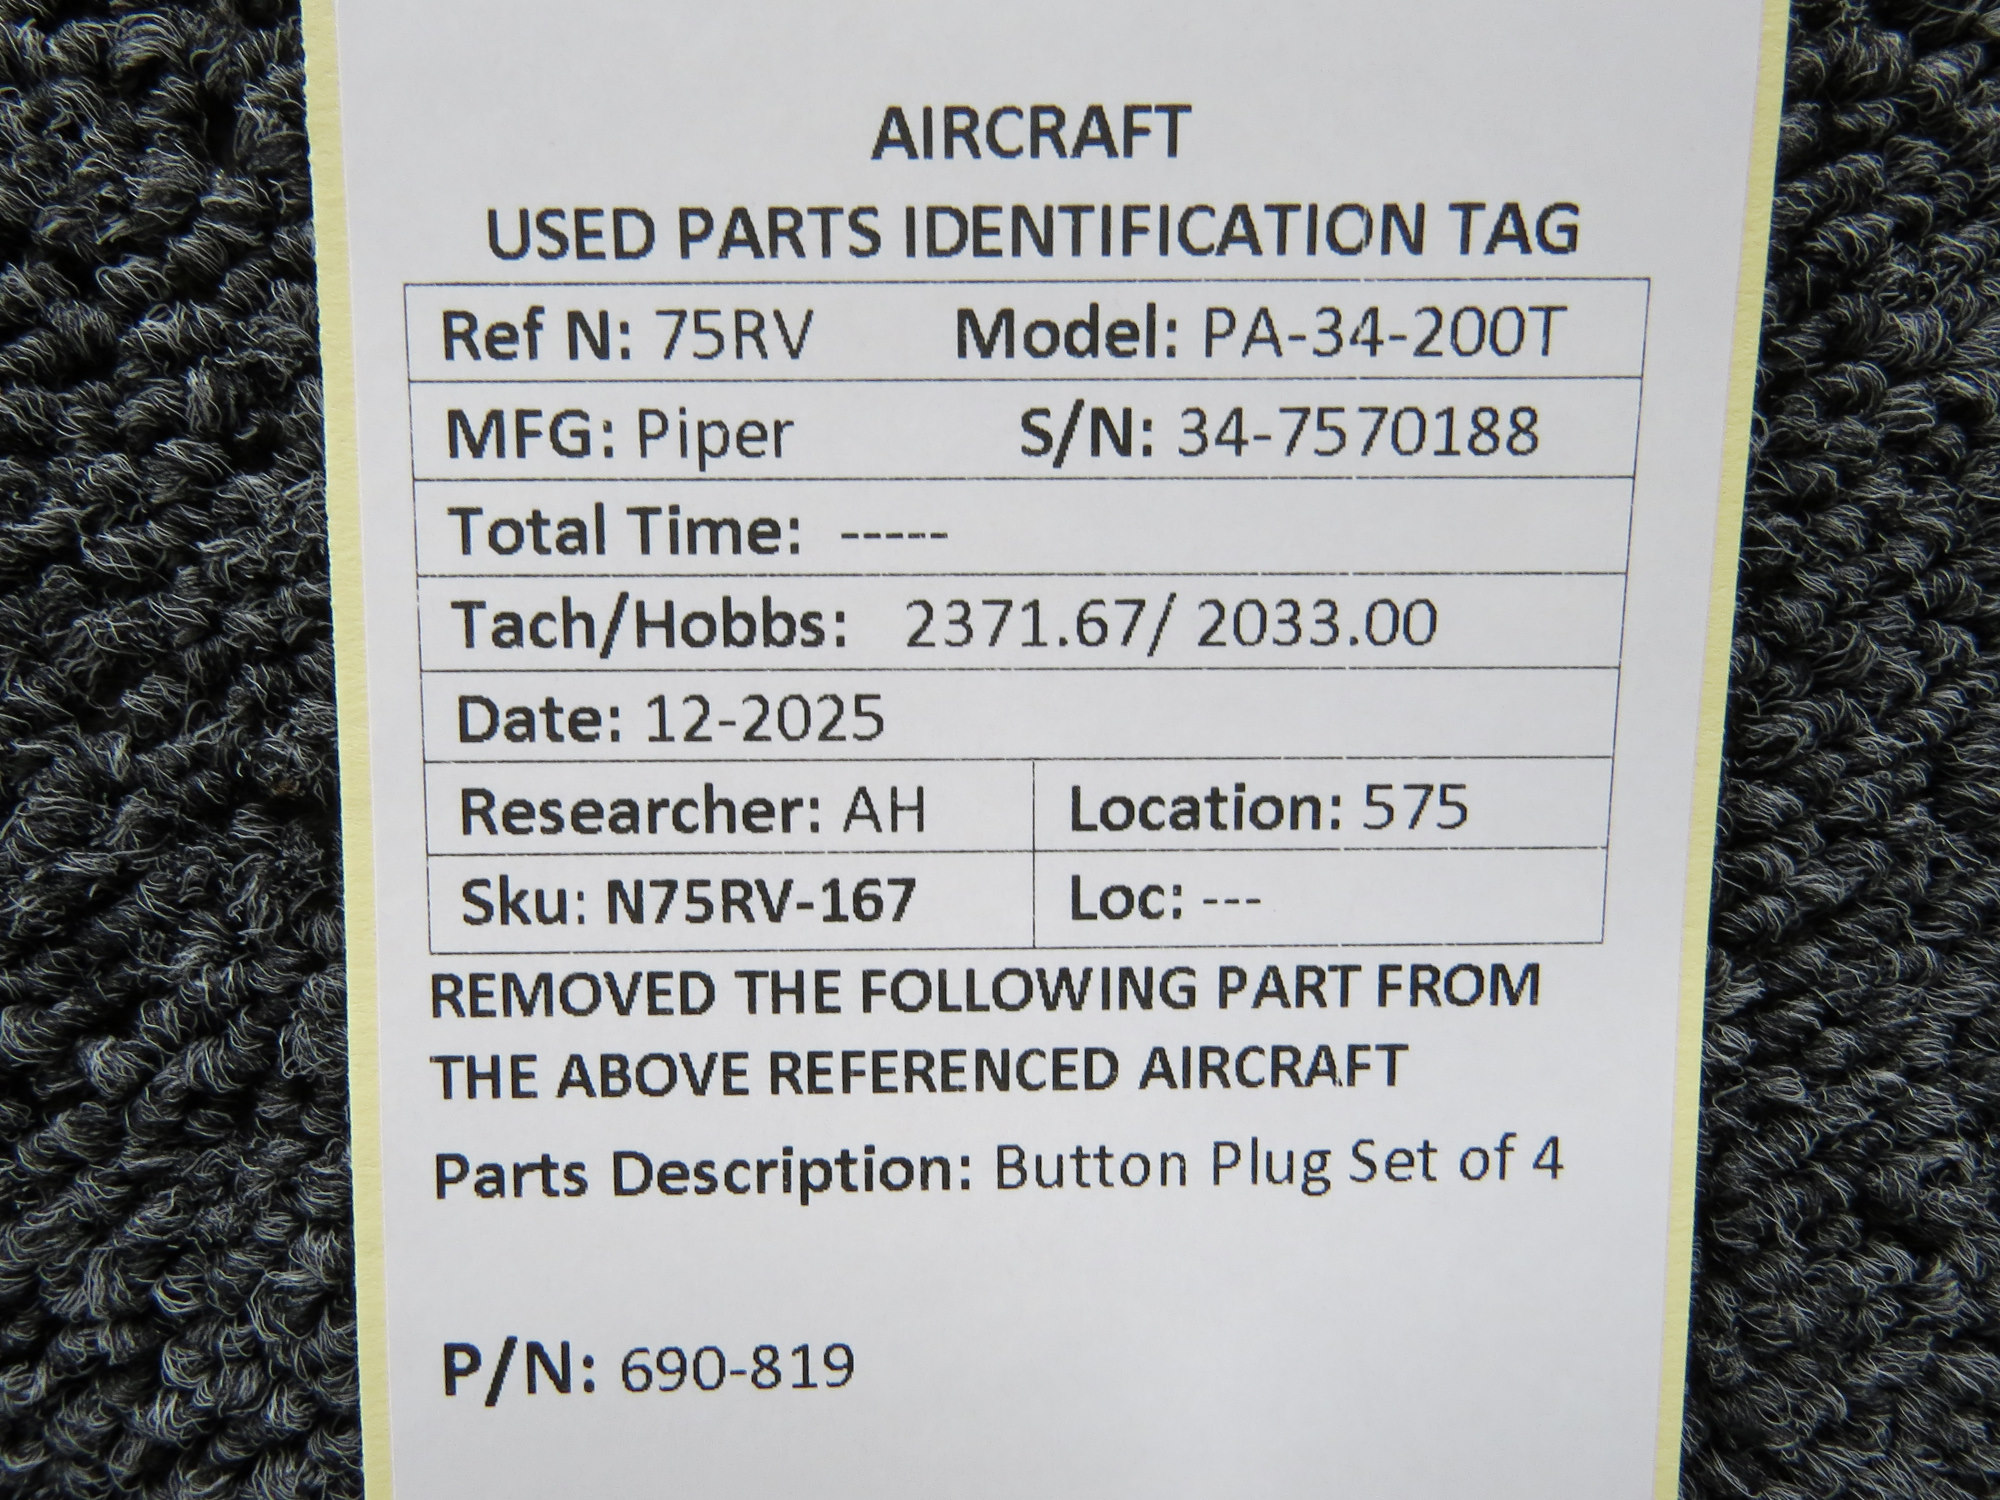 AIRCRAFT
USED PARTS IDENTIFICATION TAG
Ref N: 75RV Model: PA-34-200T
MFG: Piper S/N: 34-7570188
Total Time: -----
Tach/Hobbs: 2371.67/ 2033.00
Date: 12-2025
Researcher: AH Location: 575
Sku: N75RV-167 Loc: ---
REMOVED THE FOLLOWING PART FROM
THE ABOVE REFERENCED AIRCRAFT
Parts Description: Button Plug Set of 4
P/N: 690-819